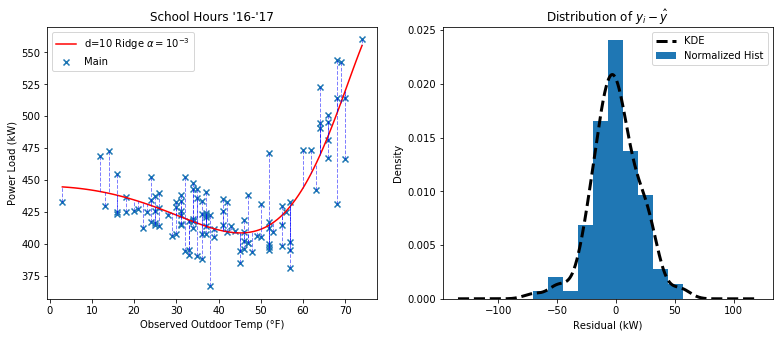 School Hours '16-'17
d=10 Ridge α = 10⁻³
Main
Power Load (kW)
550
525
500
475
450
425
400
375
0 10 20 30 40 50 60 70
Observed Outdoor Temp (°F)
Distribution of yᵢ − ŷ
KDE
Normalized Hist
Density
0.025
0.020
0.015
0.010
0.005
0.000
−100 −50 0 50 100
Residual (kW)